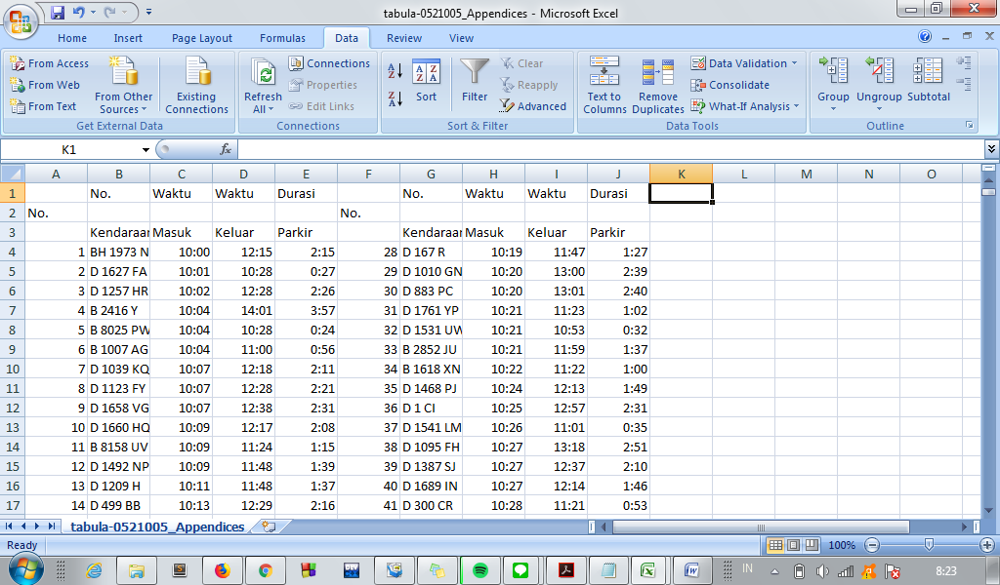 tabula-0521005_Appendices - Microsoft Excel
Home Insert Page Layout Formulas Data Review View
From Access
From Web
From Text
From Other Sources
Existing Connections
Get External Data
Refresh All
Connections
Properties
Edit Links
Connections
Sort
Filter
Clear
Reapply
Advanced
Sort & Filter
Text to Columns
Remove Duplicates
Data Validation
Consolidate
What-If Analysis
Data Tools
Group
Ungroup
Subtotal
Outline
K1 fx
A B C D E F G H I J K L M N O
1 No. Waktu Waktu Durasi No. Waktu Waktu Durasi
2 No. No.
3 Kendaraan Masuk Keluar Parkir Kendaraan Masuk Keluar Parkir
4 1 BH 1973 N 10:00 12:15 2:15 28 D 167 R 10:19 11:47 1:27
5 2 D 1627 FA 10:01 10:28 0:27 29 D 1010 GN 10:20 13:00 2:39
6 3 D 1257 HR 10:02 12:28 2:26 30 D 883 PC 10:20 13:01 2:40
7 4 B 2416 Y 10:04 14:01 3:57 31 D 1761 YP 10:21 11:23 1:02
8 5 B 8025 PW 10:04 10:28 0:24 32 D 1531 UW 10:21 10:53 0:32
9 6 B 1007 AG 10:04 11:00 0:56 33 B 2852 JU 10:21 11:59 1:37
10 7 D 1039 KQ 10:07 12:18 2:11 34 B 1618 XN 10:22 11:22 1:00
11 8 D 1123 FY 10:07 12:28 2:21 35 D 1468 PJ 10:24 12:13 1:49
12 9 D 1658 VG 10:07 12:38 2:31 36 D 1 CI 10:25 12:57 2:31
13 10 D 1660 HQ 10:09 12:17 2:08 37 D 1541 LM 10:26 11:01 0:35
14 11 B 8158 UV 10:09 11:24 1:15 38 D 1095 FH 10:27 13:18 2:51
15 12 D 1492 NP 10:09 11:48 1:39 39 D 1387 SJ 10:27 12:37 2:10
16 13 D 1209 H 10:11 11:48 1:37 40 D 1689 IN 10:27 12:14 1:46
17 14 D 499 BB 10:13 12:29 2:16 41 D 300 CR 10:28 11:21 0:53
tabula-0521005_Appendices
Ready 100%
IN 8:23